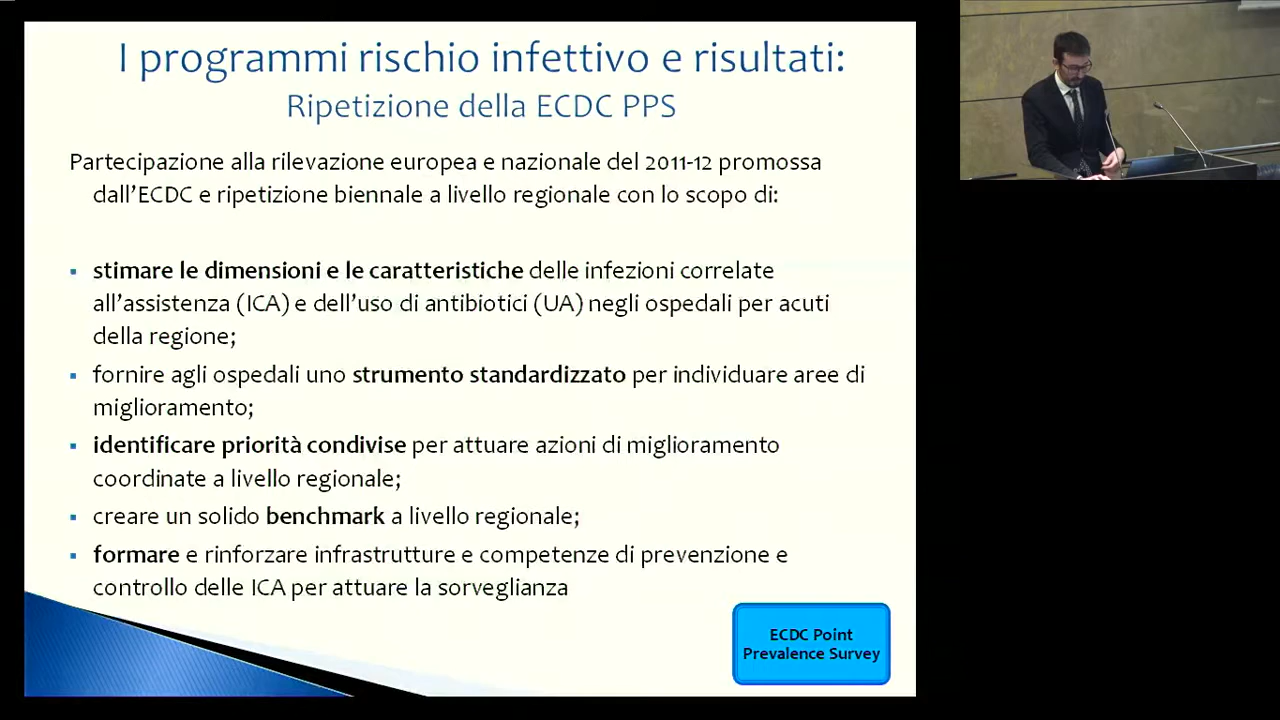 I programmi rischio infettivo e risultati:
Ripetizione della ECDC PPS
Partecipazione alla rilevazione europea e nazionale del 2011-12 promossa
dall'ECDC e ripetizione biennale a livello regionale con lo scopo di:
▪ stimare le dimensioni e le caratteristiche delle infezioni correlate
all'assistenza (ICA) e dell'uso di antibiotici (UA) negli ospedali per acuti
della regione;
▪ fornire agli ospedali uno strumento standardizzato per individuare aree di
miglioramento;
▪ identificare priorità condivise per attuare azioni di miglioramento
coordinate a livello regionale;
▪ creare un solido benchmark a livello regionale;
▪ formare e rinforzare infrastrutture e competenze di prevenzione e
controllo delle ICA per attuare la sorveglianza
ECDC Point
Prevalence Survey